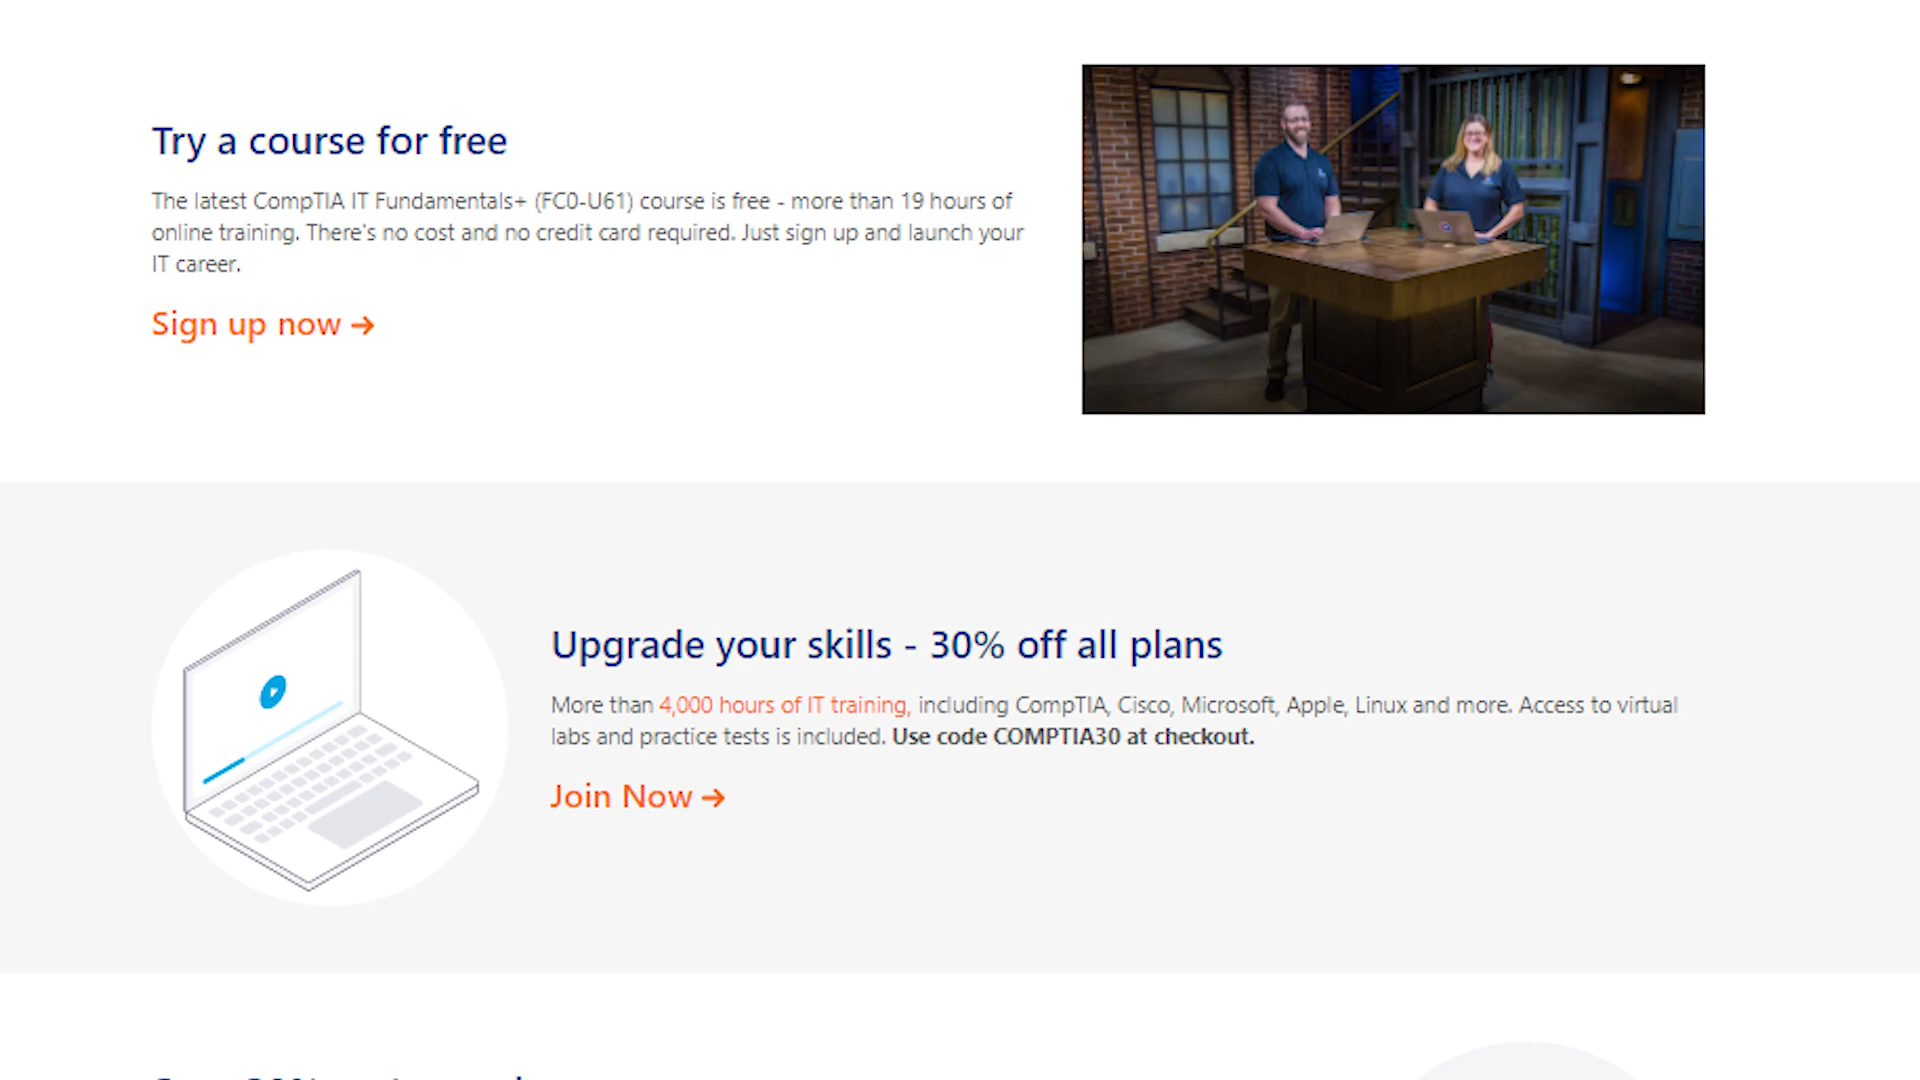 Try a course for free
The latest CompTIA IT Fundamentals+ (FC0-U61) course is free - more than 19 hours of
online training. There's no cost and no credit card required. Just sign up and launch your
IT career.
Sign up now →
Upgrade your skills - 30% off all plans
More than 4,000 hours of IT training, including CompTIA, Cisco, Microsoft, Apple, Linux and more. Access to virtual
labs and practice tests is included. Use code COMPTIA30 at checkout.
Join Now →